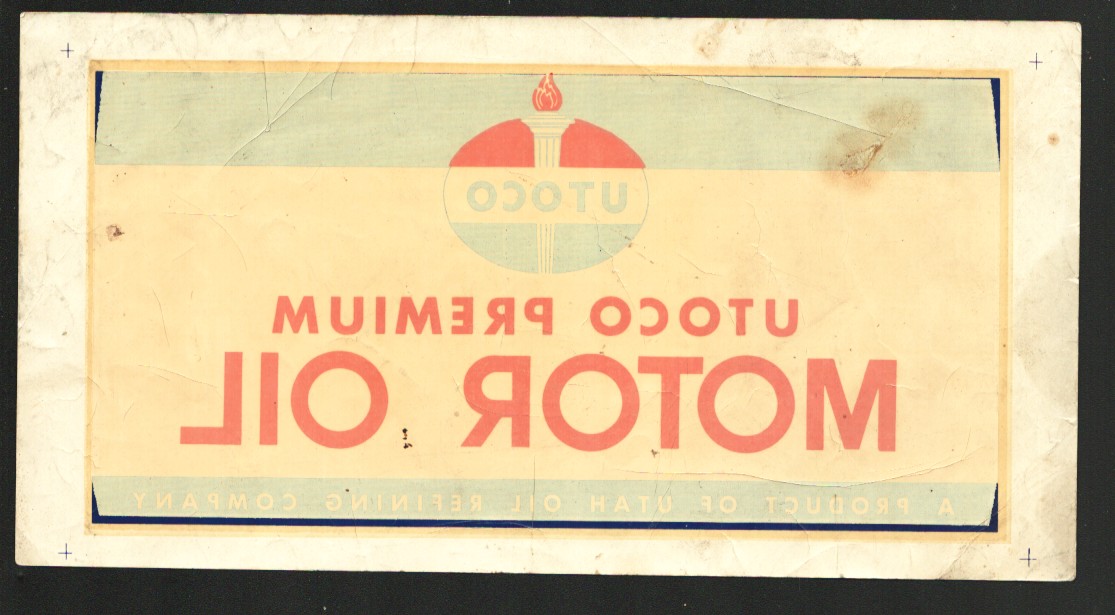 UTOCO
UTOCO PREMIUM
MOTOR OIL
A PRODUCT OF UTAH OIL REFINING COMPANY